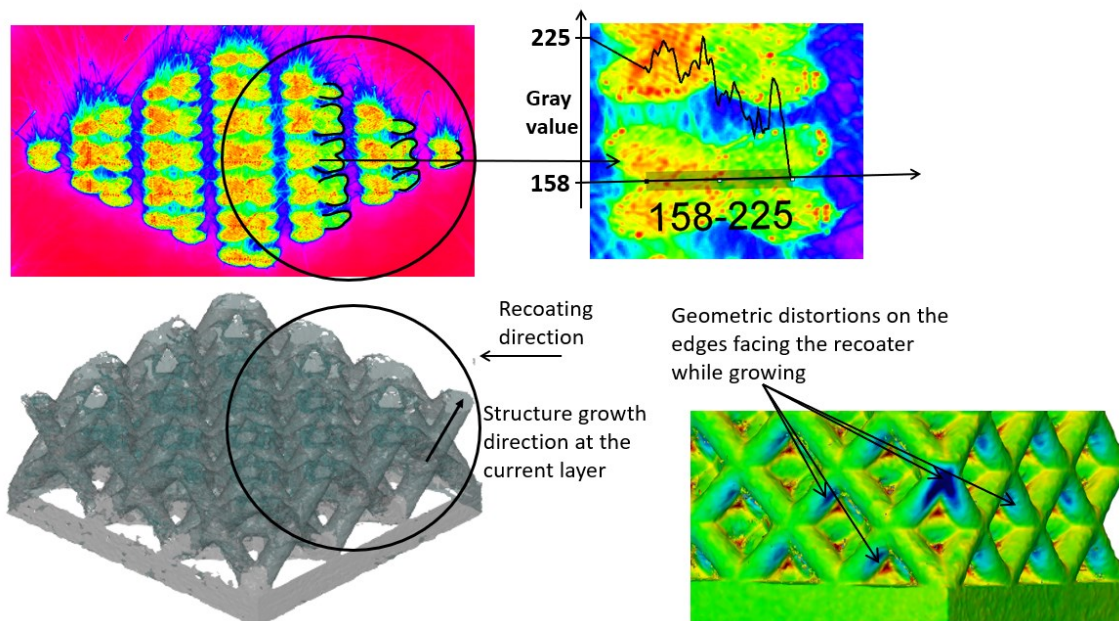 225
Gray
value
158
158-225
Recoating
direction
Structure growth
direction at the
current layer
Geometric distortions on the
edges facing the recoater
while growing